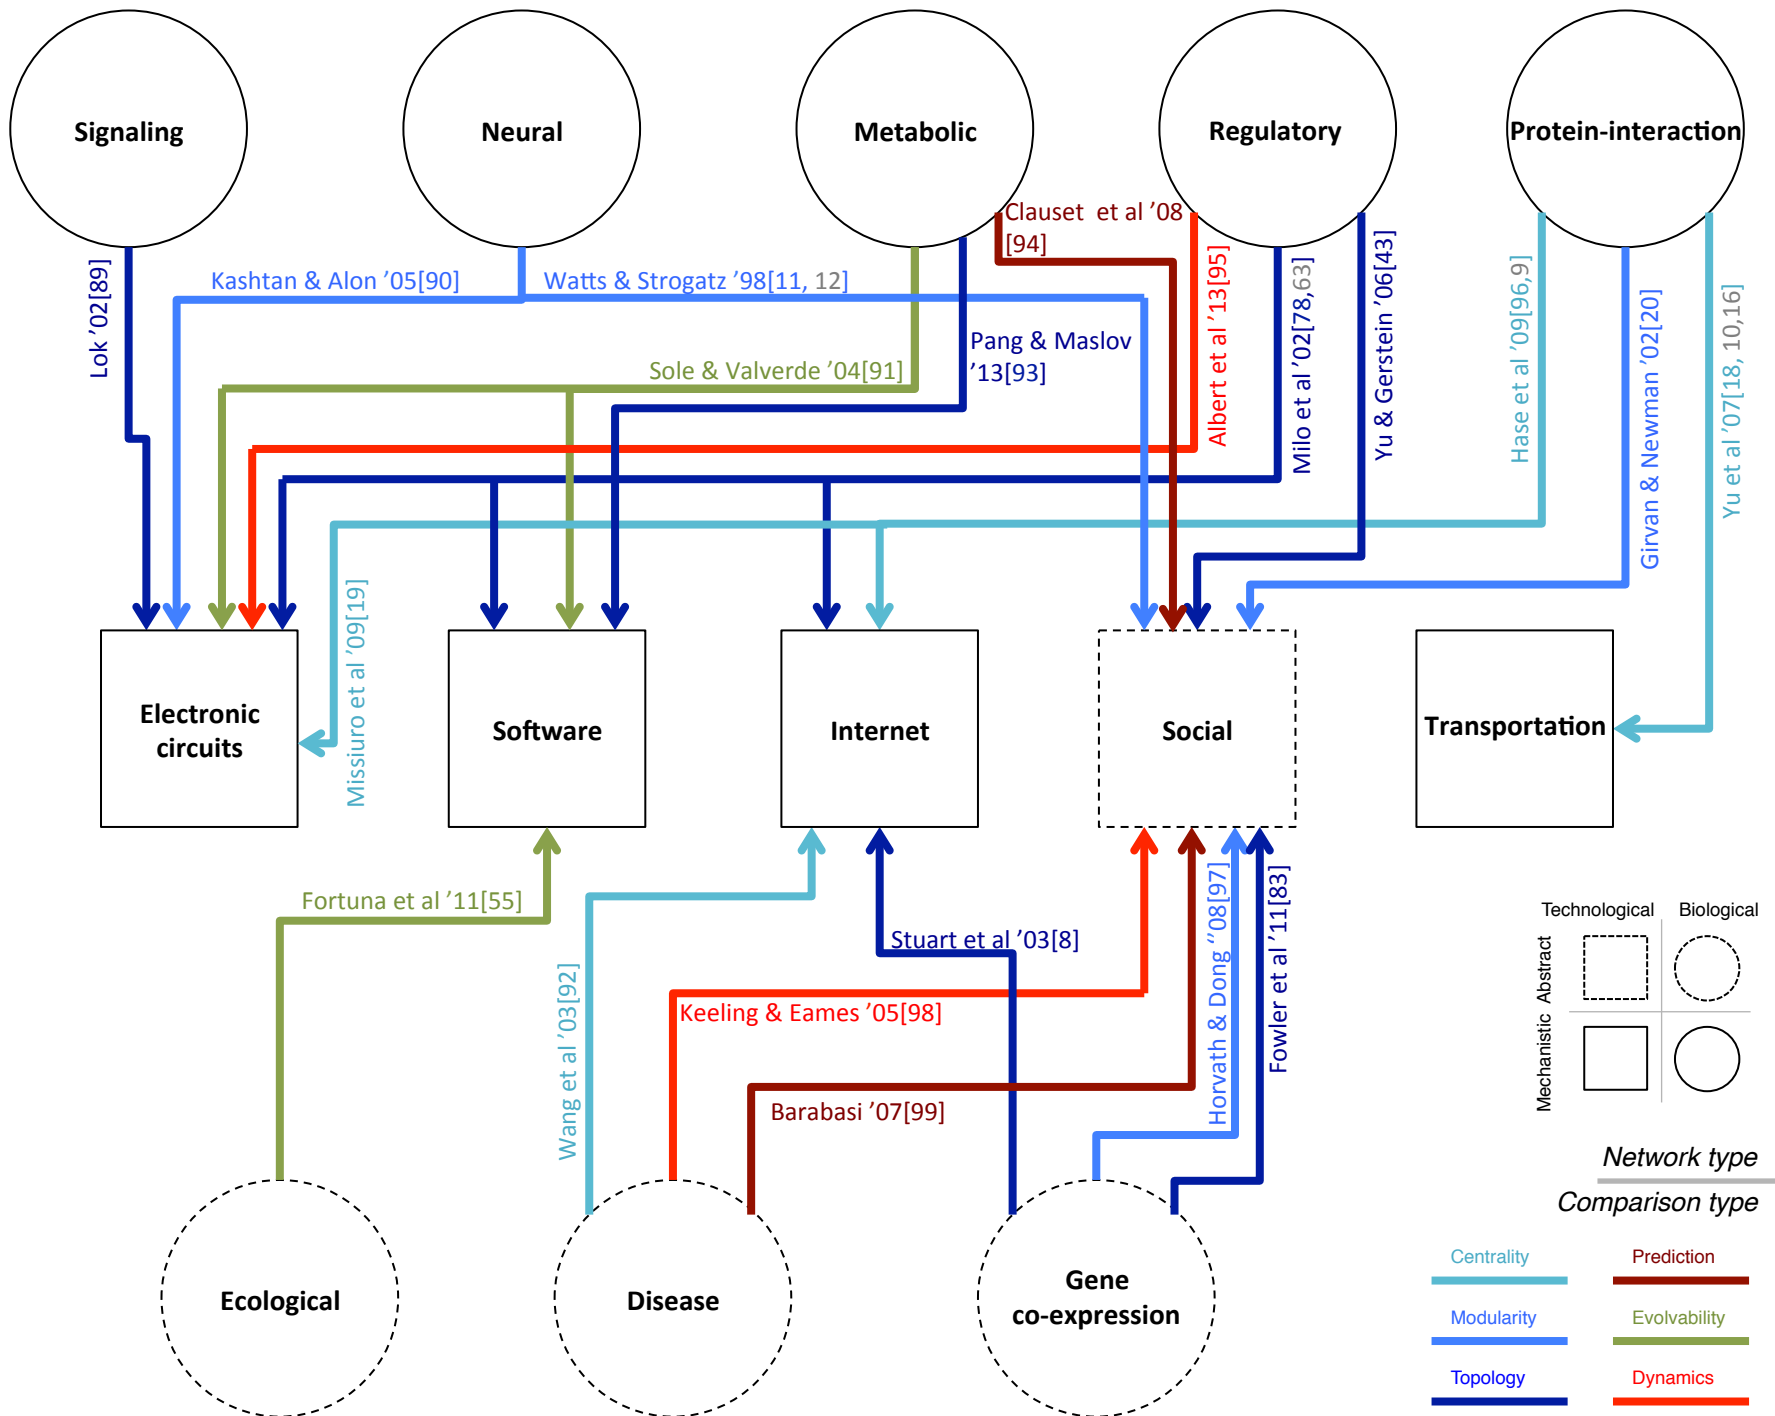 Signaling
Neural
Metabolic
Regulatory
Protein-interaction
Clauset et al ’08
[94]
Lok ’02[89]
Kashtan & Alon ’05[90]
Watts & Strogatz ’98[11, 12]
Sole & Valverde ’04[91]
Pang & Maslov
’13[93]
Albert et al ’13[95]
Milo et al ’02[78,63]
Yu & Gerstein ’06[43]
Hase et al ’09[96,9]
Girvan & Newman ’02[20]
Yu et al ’07[18, 10,16]
Missiuro et al ’09[19]
Electronic
circuits
Software
Internet
Social
Transportation
Fortuna et al ’11[55]
Wang et al ’03[92]
Stuart et al ’03[8]
Keeling & Eames ’05[98]
Barabasi ’07[99]
Horvath & Dong ‘’08[97]
Fowler et al ’11[83]
Ecological
Disease
Gene
co-expression
Technological
Biological
Abstract
Mechanistic
Network type
Comparison type
Centrality
Prediction
Modularity
Evolvability
Topology
Dynamics